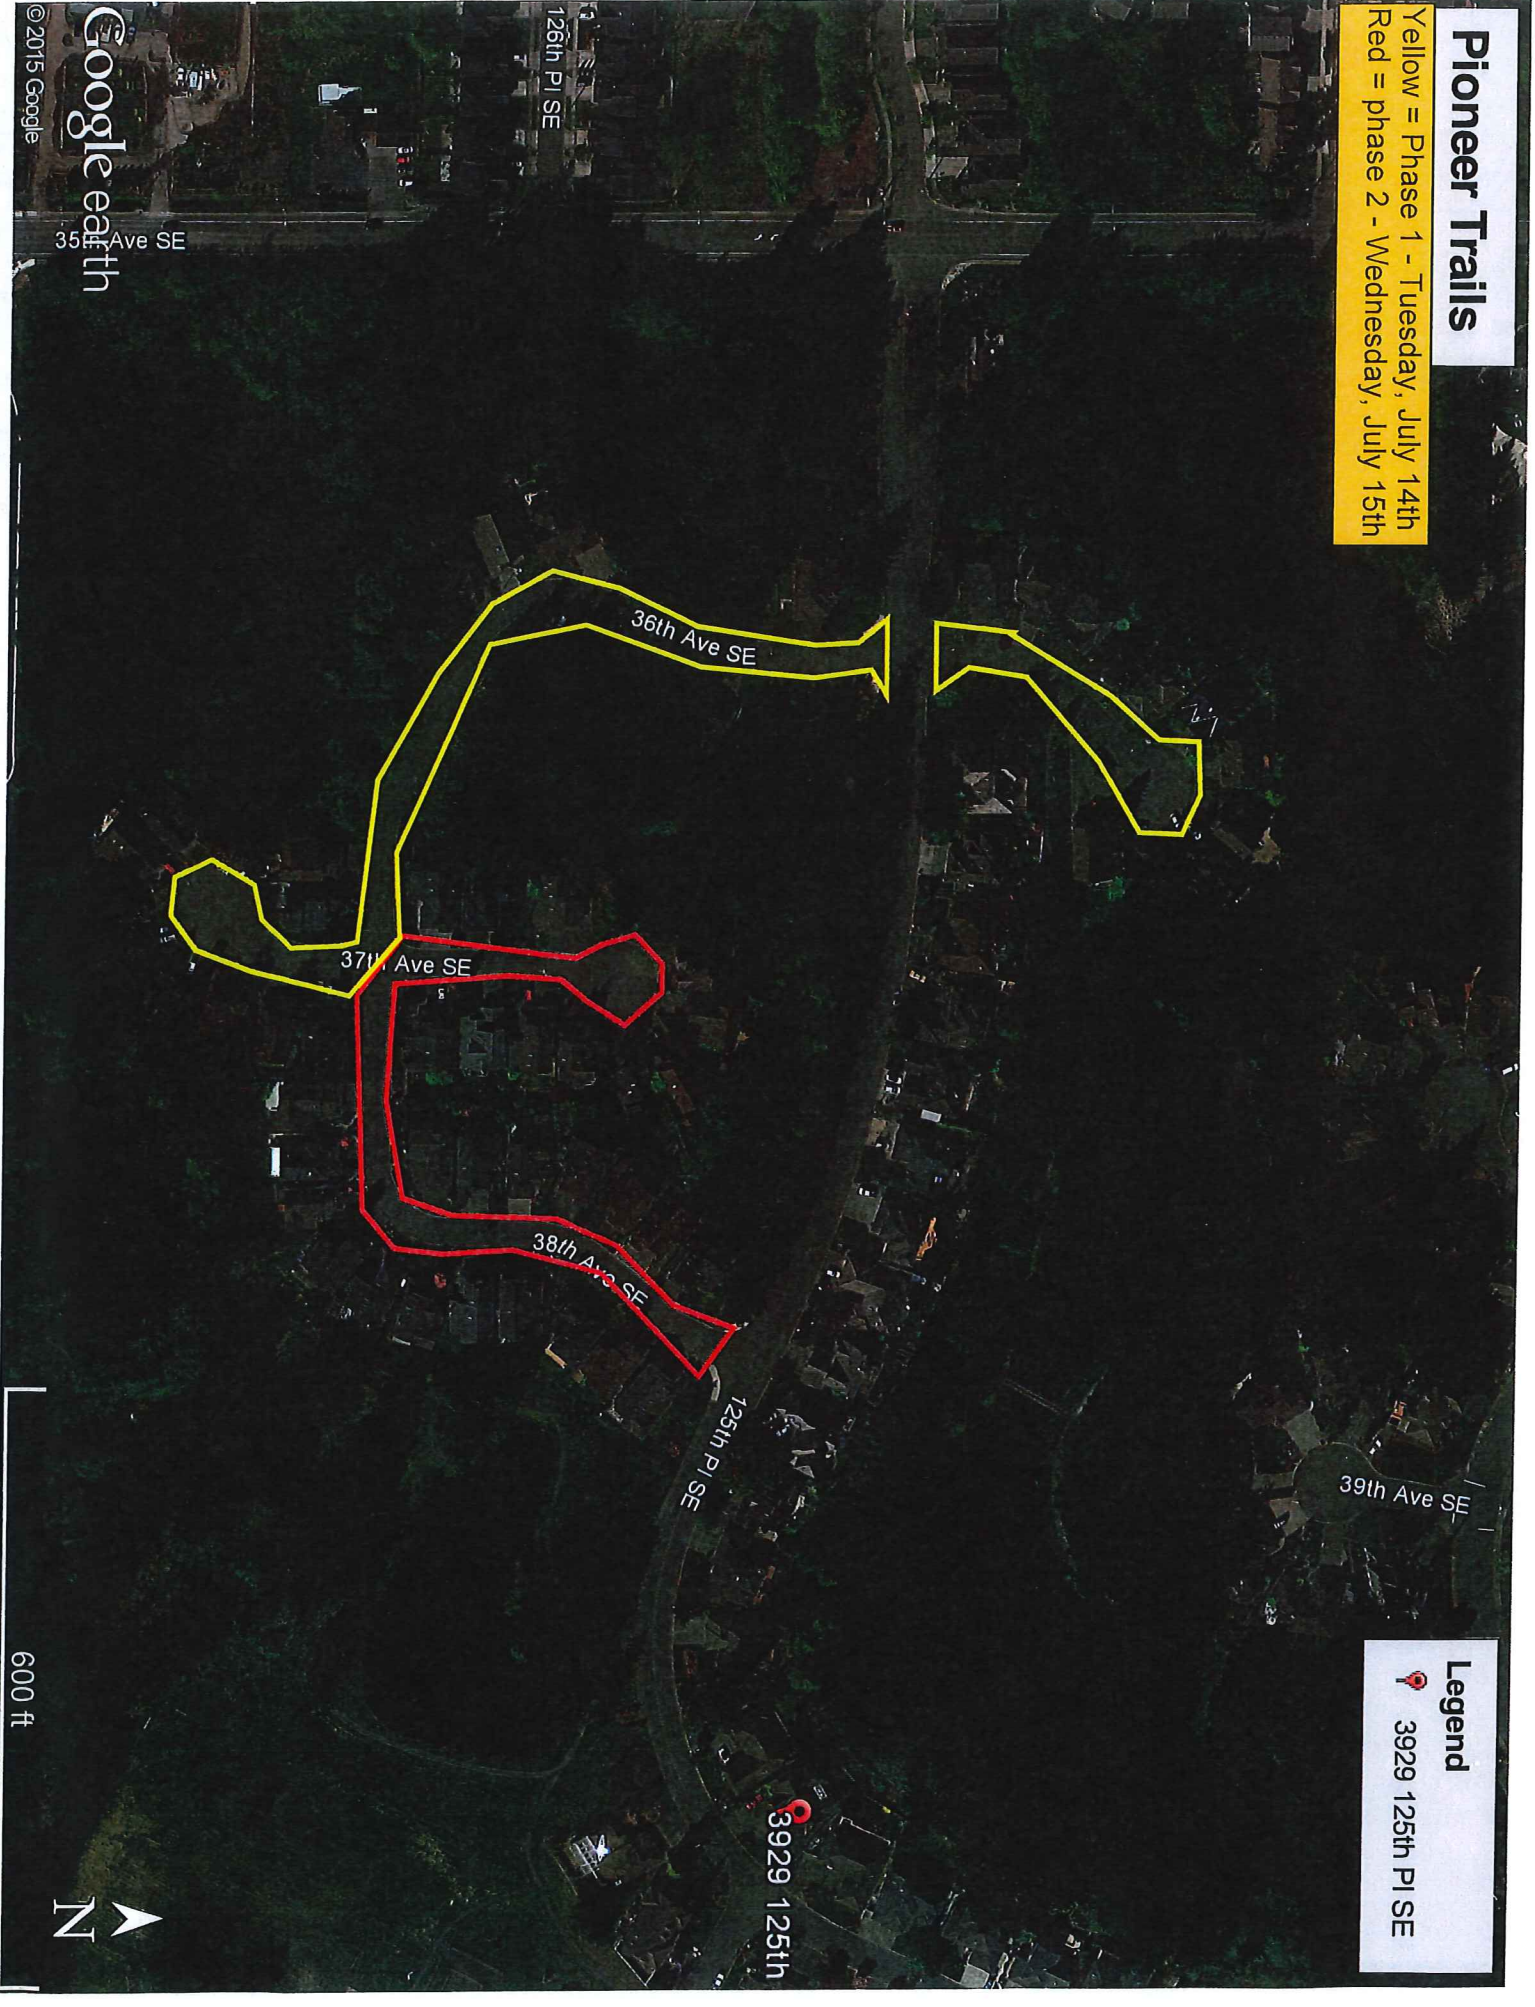 Pioneer Trails
Yellow = Phase 1 - Tuesday, July 14th
Red = phase 2 - Wednesday, July 15th
Legend
3929 125th Pl SE
39th Ave SE
3929 125th
125th Pl SE
36th Ave SE
38th Ave SE
37th Ave SE
126th Pl SE
35th Ave SE
Google earth
© 2015 Google
600 ft
N